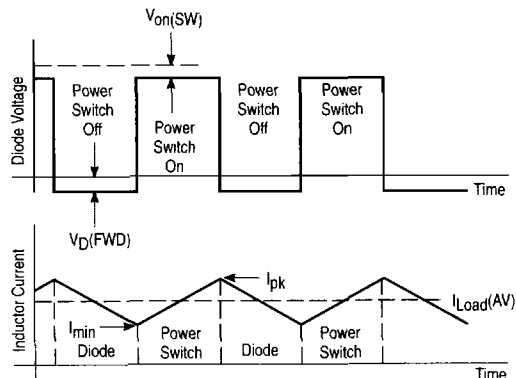 Von(SW)
Diode Voltage
Power
Switch
Off
Power
Switch
On
Power
Switch
Off
Power
Switch
On
Time
VD(FWD)
Inductor Current
Ipk
ILoad(AV)
Imin
Diode
Power
Switch
Diode
Power
Switch
Time